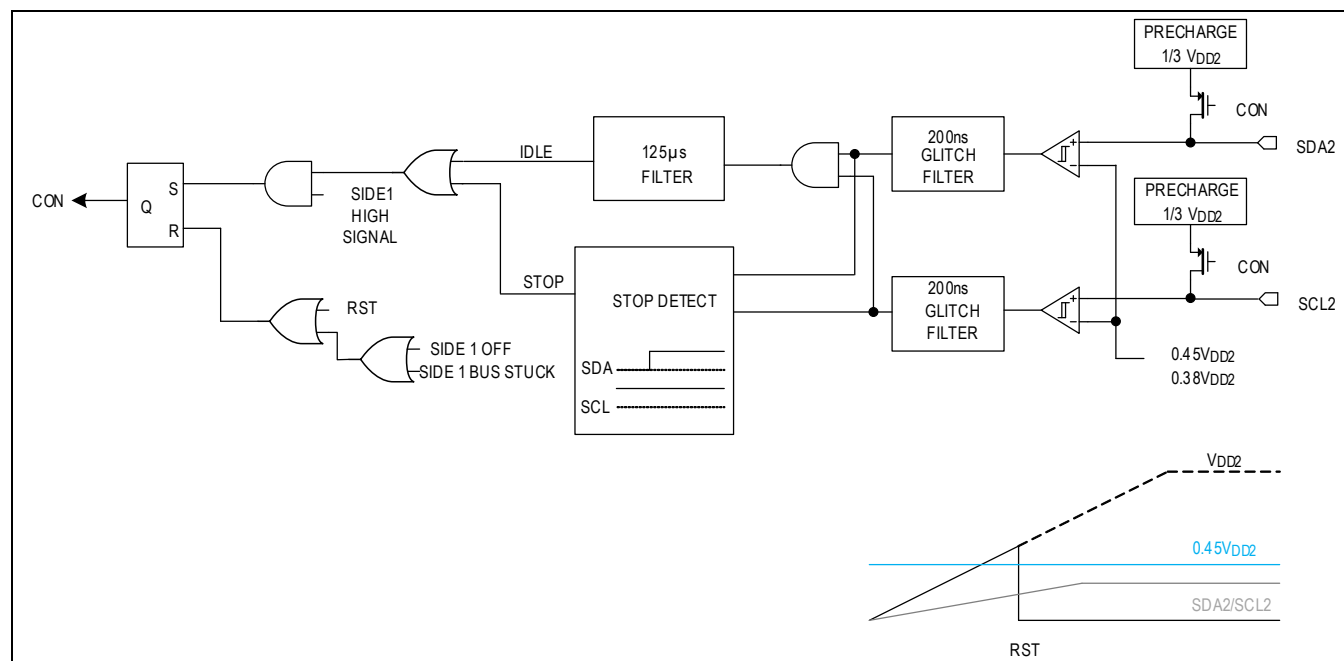 PRECHARGE
1/3 VDD2
CON
SDA2
200ns
GLITCH
FILTER
125µs
FILTER
IDLE
PRECHARGE
1/3 VDD2
CON
SCL2
S
Q
R
CON
SIDE1
HIGH
SIGNAL
STOP
STOP DETECT
SDA
SCL
200ns
GLITCH
FILTER
+
−
+
−
0.45VDD2
0.38VDD2
RST
SIDE 1 OFF
SIDE 1 BUS STUCK
VDD2
0.45VDD2
SDA2/SCL2
RST